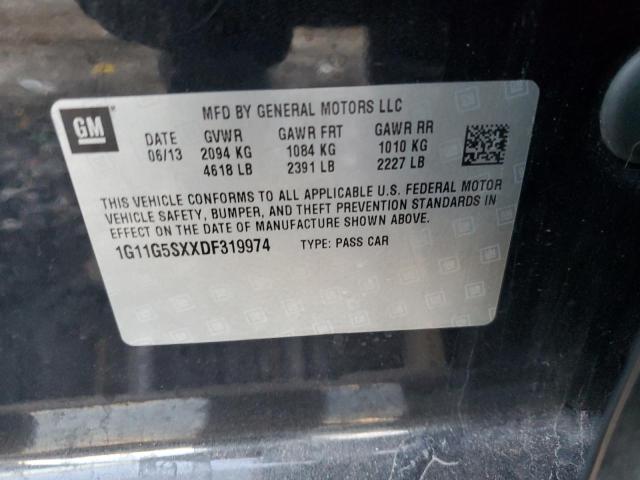 GM
MFD BY GENERAL MOTORS LLC
DATE GVWR GAWR FRT GAWR RR
06/13 2094 KG 1084 KG 1010 KG
4618 LB 2391 LB 2227 LB
THIS VEHICLE CONFORMS TO ALL APPLICABLE U.S. FEDERAL MOTOR
VEHICLE SAFETY, BUMPER, AND THEFT PREVENTION STANDARDS IN
EFFECT ON THE DATE OF MANUFACTURE SHOWN ABOVE.
1G11G5SXXDF319974 TYPE: PASS CAR